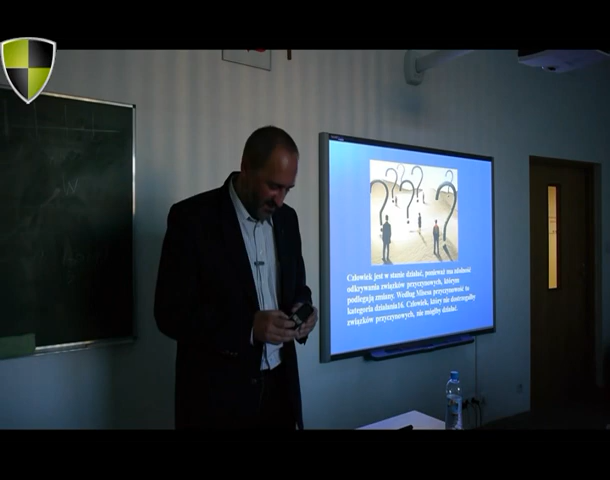 Człowiek jest w stanie działać, ponieważ ma zdolność
odkrywania związków przyczynowych, którym
podlegają zmiany. Według Misesa przyczynowość to
kategoria działania16. Człowiek, który nie dostrzegałby
związków przyczynowych, nie mógłby działać.